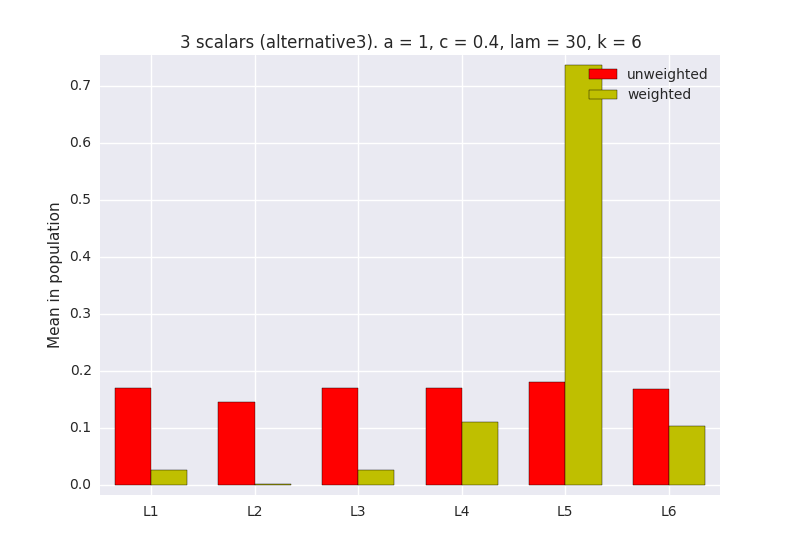 3 scalars (alternative3). a = 1, c = 0.4, lam = 30, k = 6
unweighted
weighted
0.7
0.6
0.5
0.4
0.3
0.2
0.1
0.0
Mean in population
L1 L2 L3 L4 L5 L6